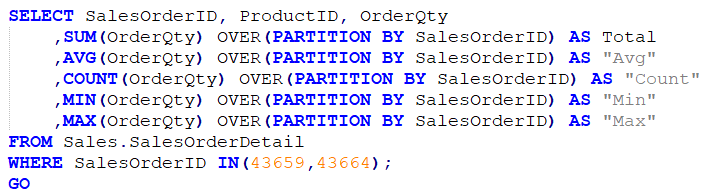 SELECT SalesOrderID, ProductID, OrderQty
,SUM(OrderQty) OVER(PARTITION BY SalesOrderID) AS Total
,AVG(OrderQty) OVER(PARTITION BY SalesOrderID) AS "Avg"
,COUNT(OrderQty) OVER(PARTITION BY SalesOrderID) AS "Count"
,MIN(OrderQty) OVER(PARTITION BY SalesOrderID) AS "Min"
,MAX(OrderQty) OVER(PARTITION BY SalesOrderID) AS "Max"
FROM Sales.SalesOrderDetail
WHERE SalesOrderID IN(43659,43664);
GO